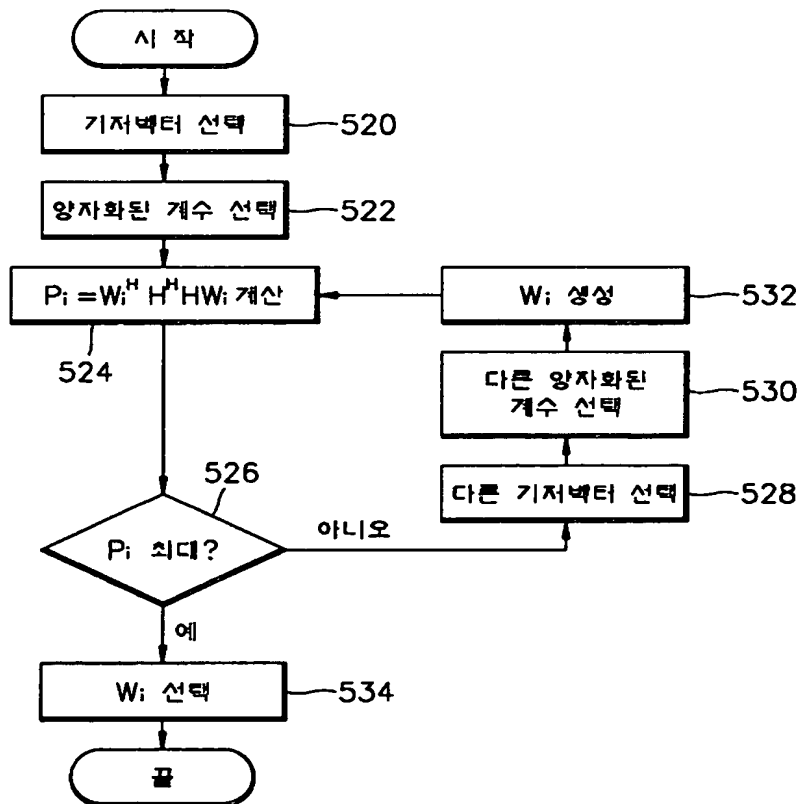 시 작
기저벡터 선택
520
양자화된 계수 선택
522
Pi =Wi^H H^H HWi 계산
524
Wi 생성
532
다른 양자화된
계수 선택
530
다른 기저벡터 선택
528
526
Pi 최대?
아니오
예
Wi 선택
534
끝